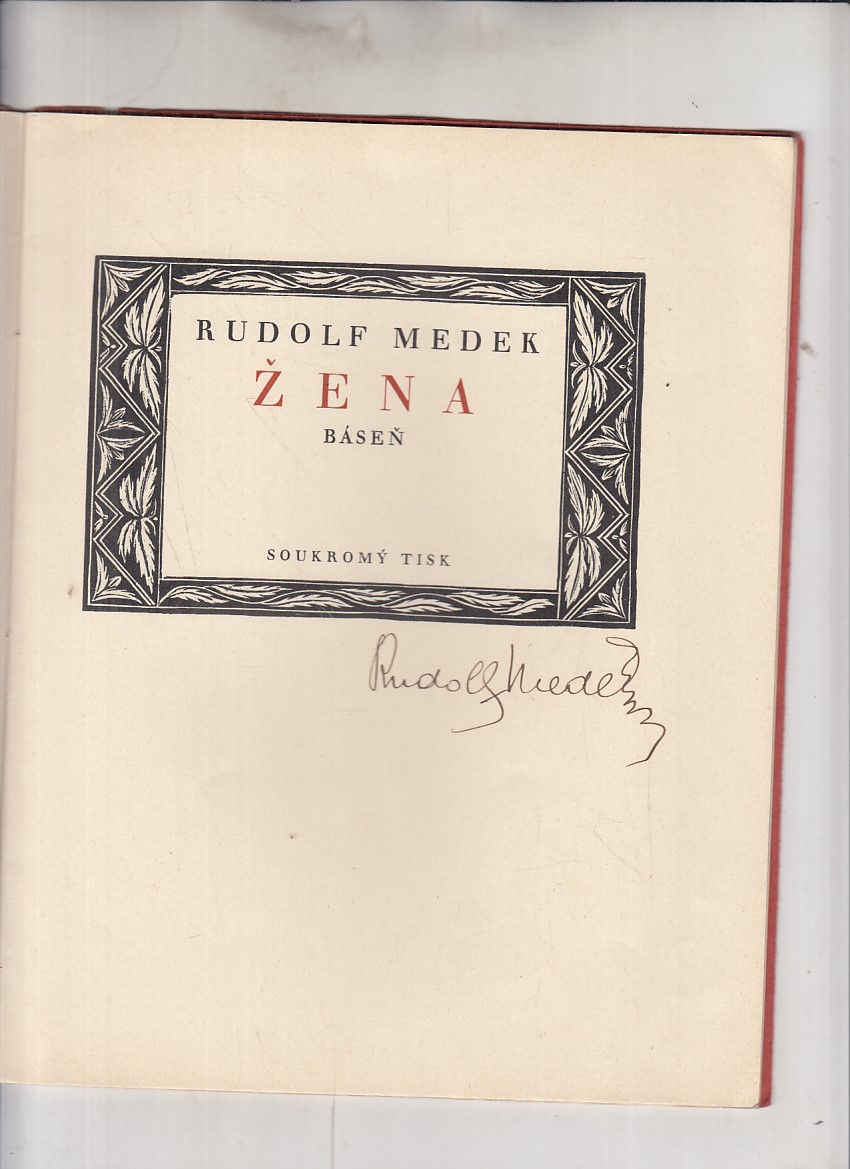 RUDOLF MEDEK
ŽENA
BÁSEŇ
SOUKROMÝ TISK
Rudolf Medek